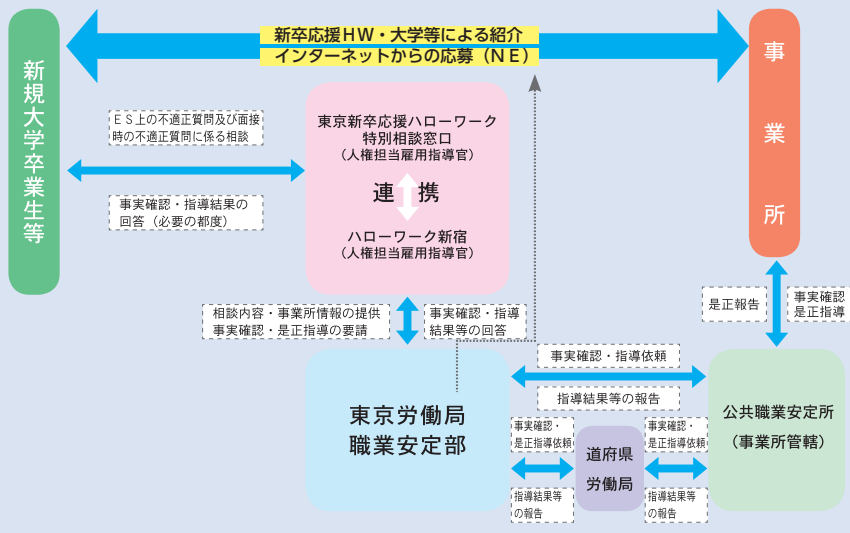 新卒応援HW・大学等による紹介
インターネットからの応募（NE）
新規大学卒業生等
事業所
ES上の不適正質問及び面接
時の不適正質問に係る相談
事実確認・指導結果の
回答（必要の都度）
東京新卒応援ハローワーク
特別相談窓口
（人権担当雇用指導官）
連携
ハローワーク新宿
（人権担当雇用指導官）
相談内容・事業所情報の提供
事実確認・是正指導の要請
事実確認・指導
結果等の回答
是正報告
事実確認
是正指導
東京労働局
職業安定部
事実確認・指導依頼
指導結果等の報告
公共職業安定所
（事業所管轄）
事実確認・
是正指導依頼
指導結果等
の報告
道府県
労働局
事実確認・
是正指導依頼
指導結果等
の報告